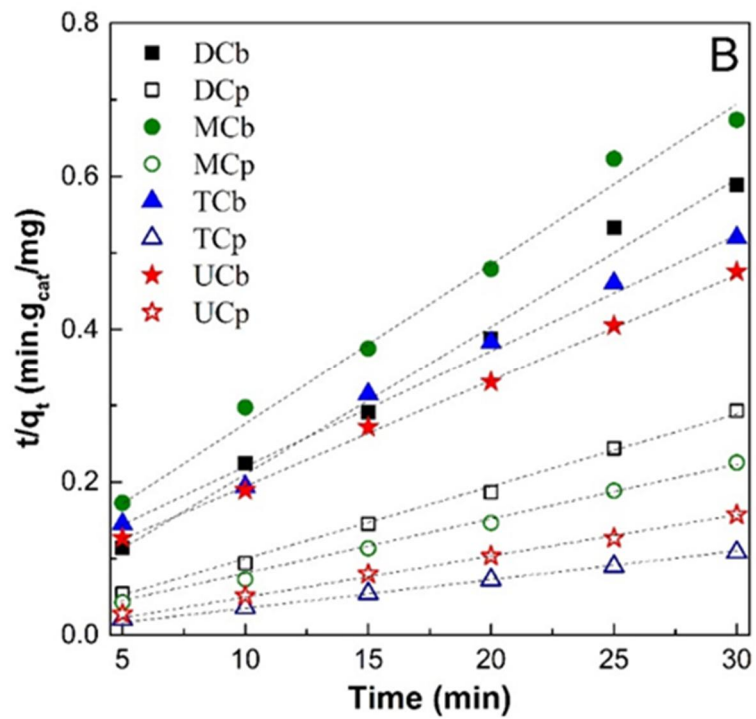 B
DCb
DCp
MCb
MCp
TCb
TCp
UCb
UCp
0.8
0.6
0.4
0.2
0.0
t/qt (min.gcat/mg)
5 10 15 20 25 30
Time (min)